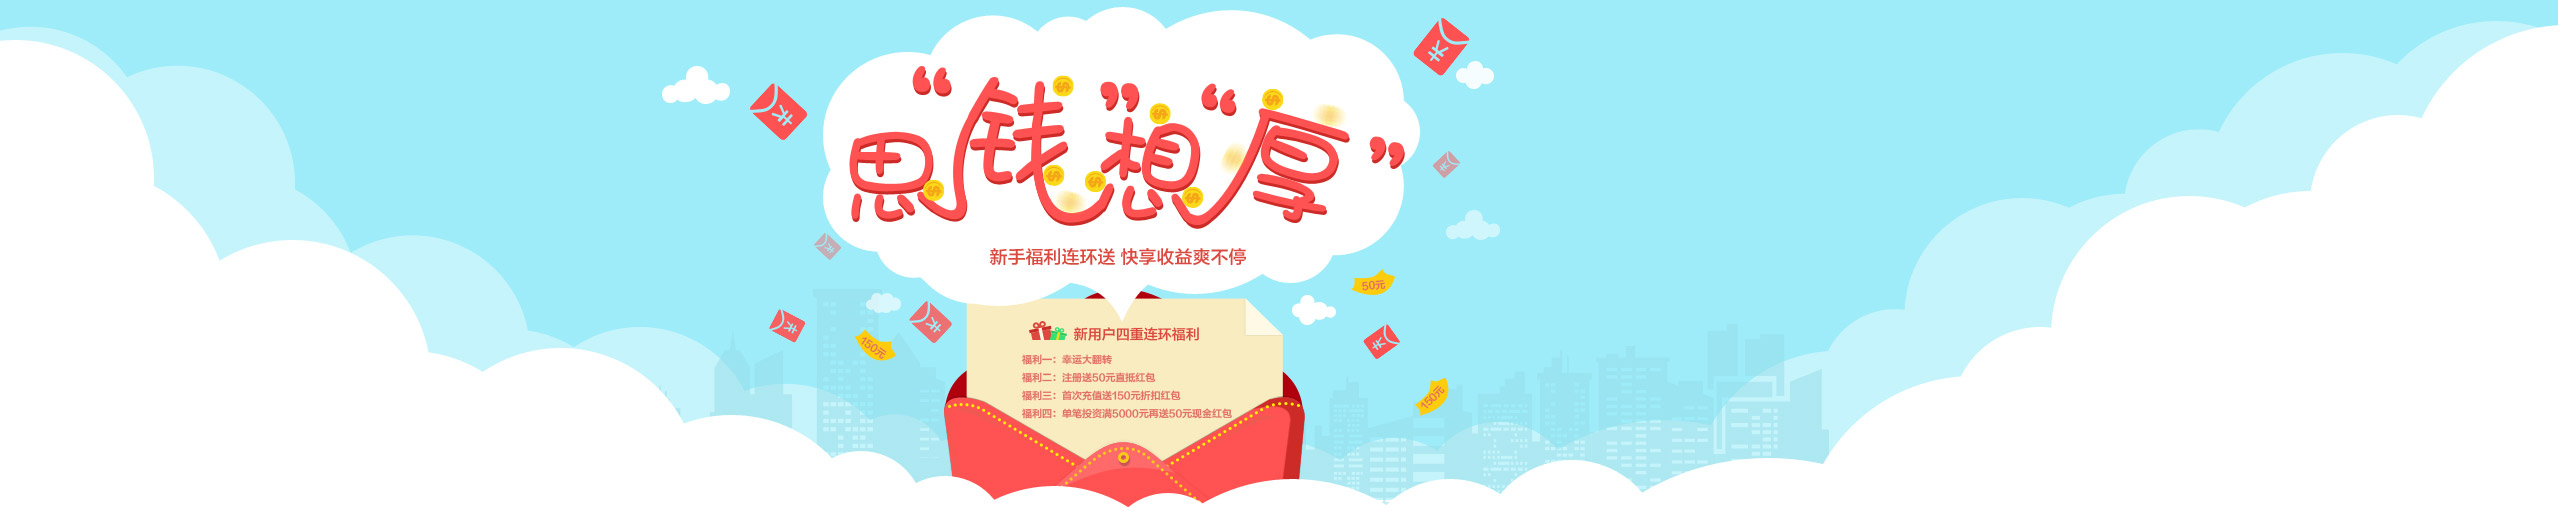 思“钱”想“享”
新手福利连环送 快享收益爽不停
新用户四重连环福利
福利一：幸运大翻转
福利二：注册送50元直抵红包
福利三：首次充值送150元折扣红包
福利四：单笔投资满5000元再送50元现金红包
50元
150元
150元